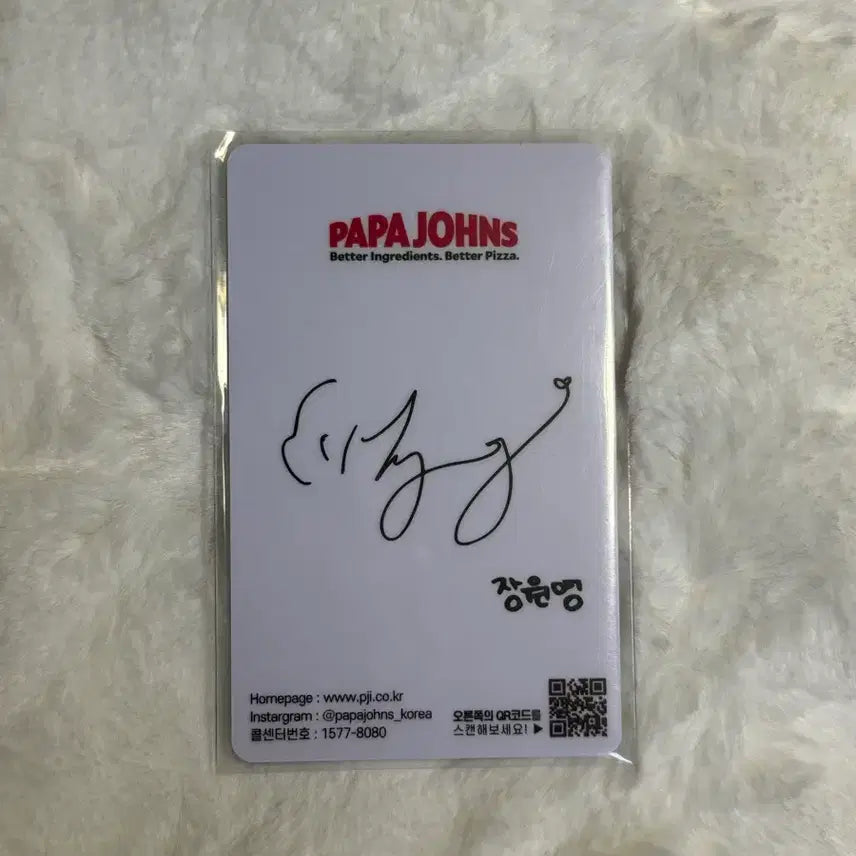 PAPA JOHNS
Better Ingredients. Better Pizza.
장원영
Homepage : www.pji.co.kr
Instargram : @papajohns_korea
콜센터번호 : 1577-8080
오른쪽의 QR코드를
스캔해보세요! ▶